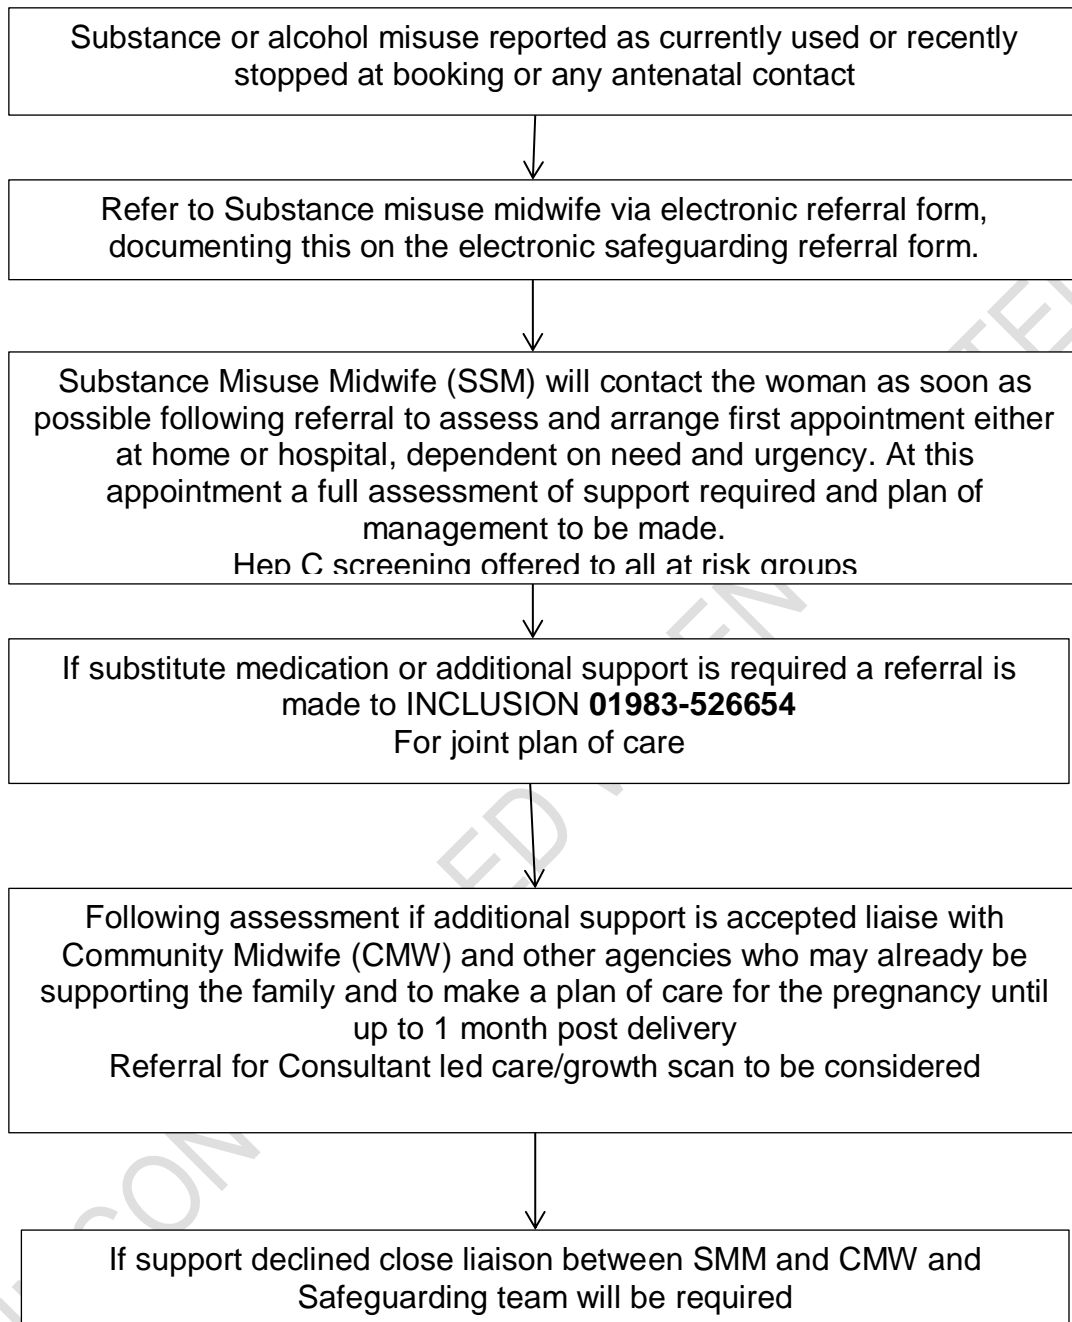 Substance or alcohol misuse reported as currently used or recently
stopped at booking or any antenatal contact
Refer to Substance misuse midwife via electronic referral form,
documenting this on the electronic safeguarding referral form.
Substance Misuse Midwife (SSM) will contact the woman as soon as
possible following referral to assess and arrange first appointment either
at home or hospital, dependent on need and urgency. At this
appointment a full assessment of support required and plan of
management to be made.
Hep C screening offered to all at risk groups
If substitute medication or additional support is required a referral is
made to INCLUSION 01983-526654
For joint plan of care
Following assessment if additional support is accepted liaise with
Community Midwife (CMW) and other agencies who may already be
supporting the family and to make a plan of care for the pregnancy until
up to 1 month post delivery
Referral for Consultant led care/growth scan to be considered
If support declined close liaison between SMM and CMW and
Safeguarding team will be required